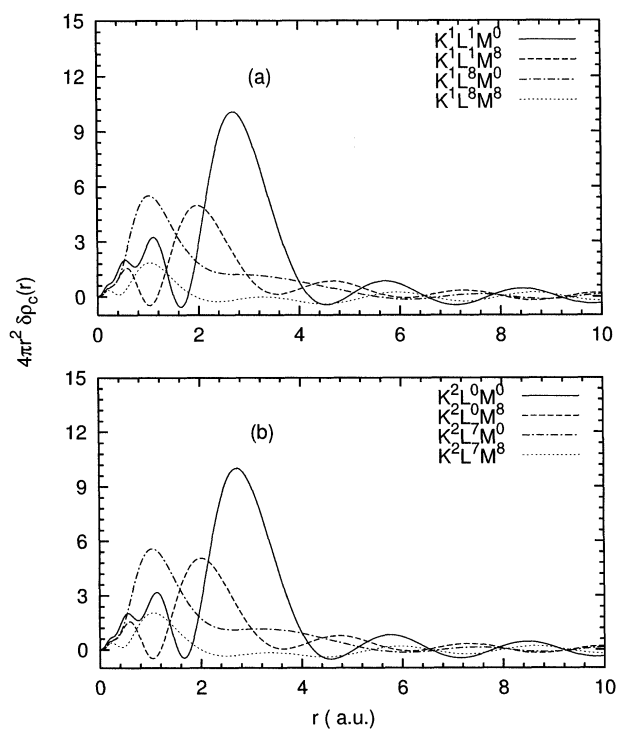 15
12
9
6
3
0
(a)
K¹L¹M⁰
K¹L¹M⁸
K¹L⁸M⁰
K¹L⁸M⁸
0 2 4 6 8 10
4πr² δρc(r)
15
12
9
6
3
0
(b)
K²L⁰M⁰
K²L⁰M⁸
K²L⁷M⁰
K²L⁷M⁸
0 2 4 6 8 10
r ( a.u.)